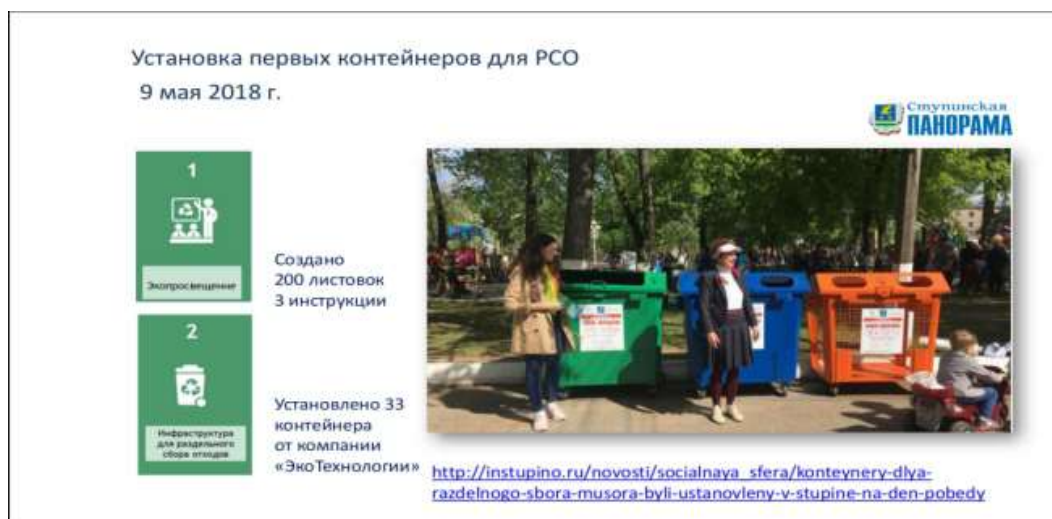 Установка первых контейнеров для РСО
9 мая 2018 г.
Ступинская
ПАНОРАМА
1
Экопросвещение
Создано
200 листовок
3 инструкции
2
Инфраструктура
для раздельного
сбора отходов
Установлено 33
контейнера
от компании
«ЭкоТехнологии»
http://instupino.ru/novosti/socialnaya_sfera/konteynery-dlya-
razdelnogo-sbora-musora-byli-ustanovleny-v-stupine-na-den-pobedy